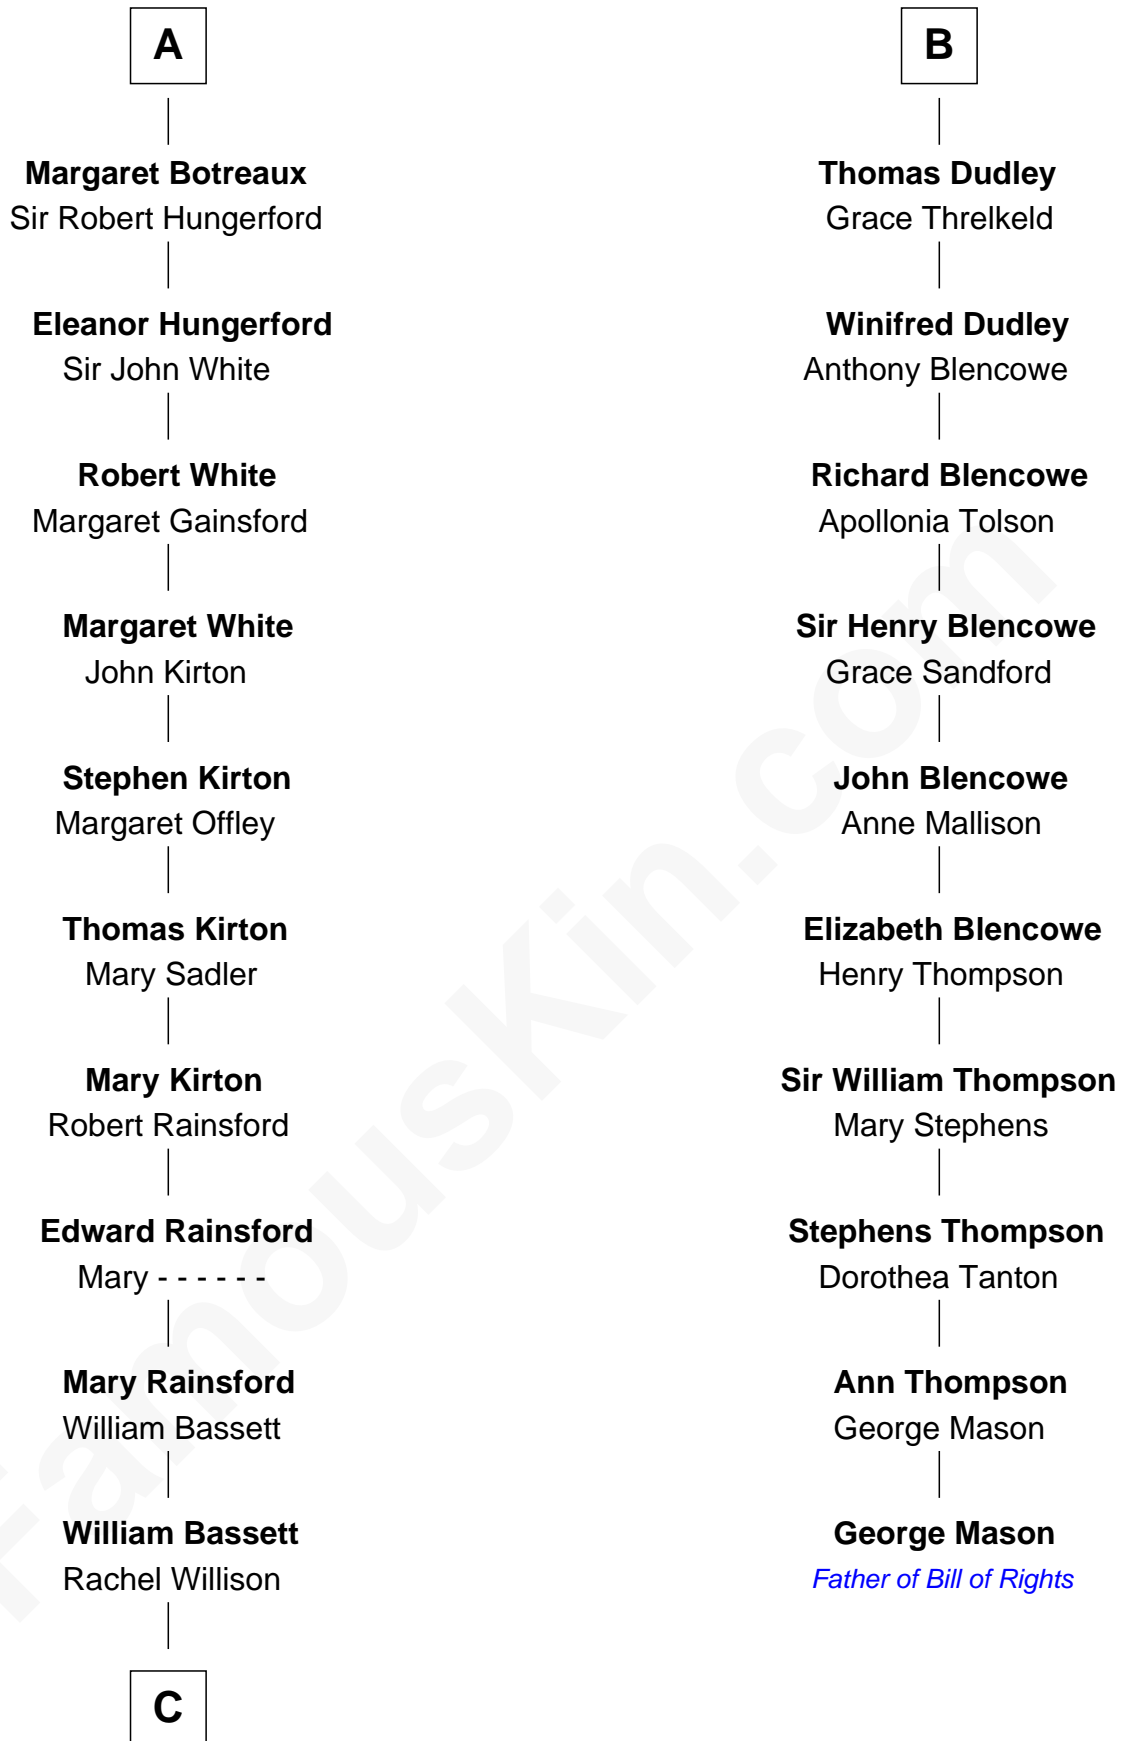 A
Margaret Botreaux
Sir Robert Hungerford
Eleanor Hungerford
Sir John White
Robert White
Margaret Gainsford
Margaret White
John Kirton
Stephen Kirton
Margaret Offley
Thomas Kirton
Mary Sadler
Mary Kirton
Robert Rainsford
Edward Rainsford
Mary - - - - - -
Mary Rainsford
William Bassett
William Bassett
Rachel Willison
C
B
Thomas Dudley
Grace Threlkeld
Winifred Dudley
Anthony Blencowe
Richard Blencowe
Apollonia Tolson
Sir Henry Blencowe
Grace Sandford
John Blencowe
Anne Mallison
Elizabeth Blencowe
Henry Thompson
Sir William Thompson
Mary Stephens
Stephens Thompson
Dorothea Tanton
Ann Thompson
George Mason
George Mason
Father of Bill of Rights
FamousKin.com